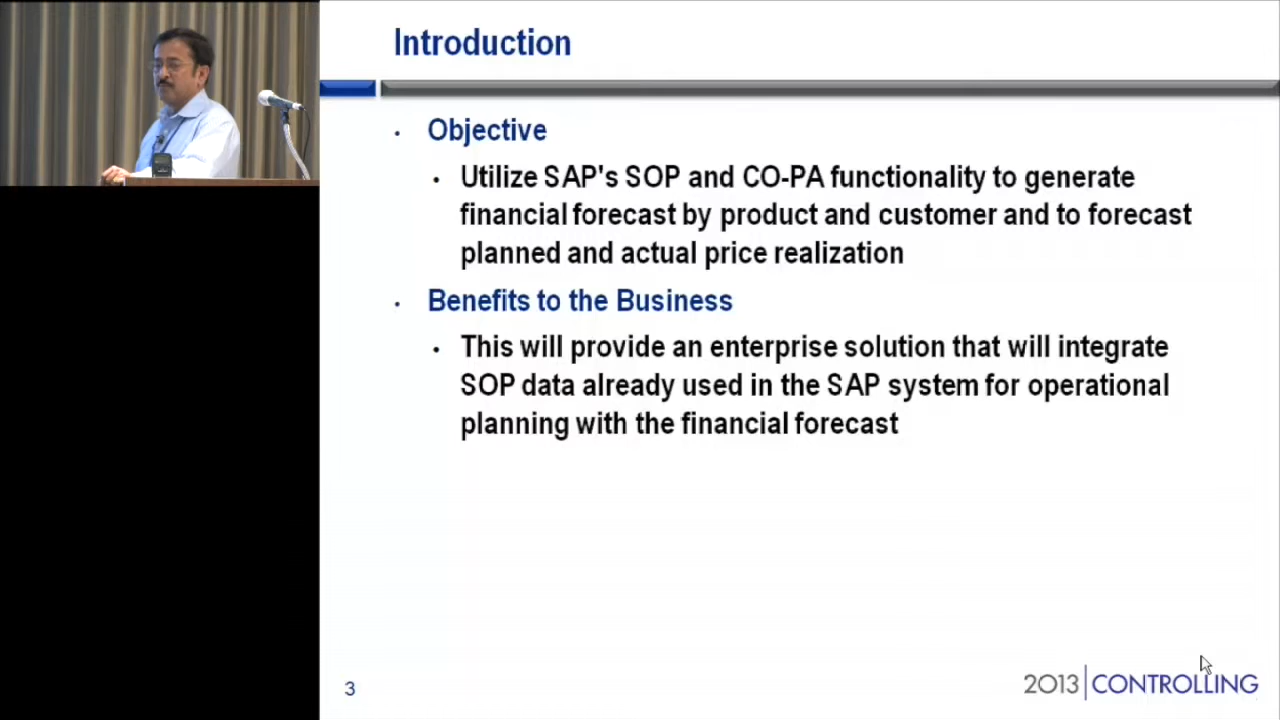 Introduction
• Objective
• Utilize SAP's SOP and CO-PA functionality to generate
financial forecast by product and customer and to forecast
planned and actual price realization
• Benefits to the Business
• This will provide an enterprise solution that will integrate
SOP data already used in the SAP system for operational
planning with the financial forecast
3
2013 | CONTROLLING